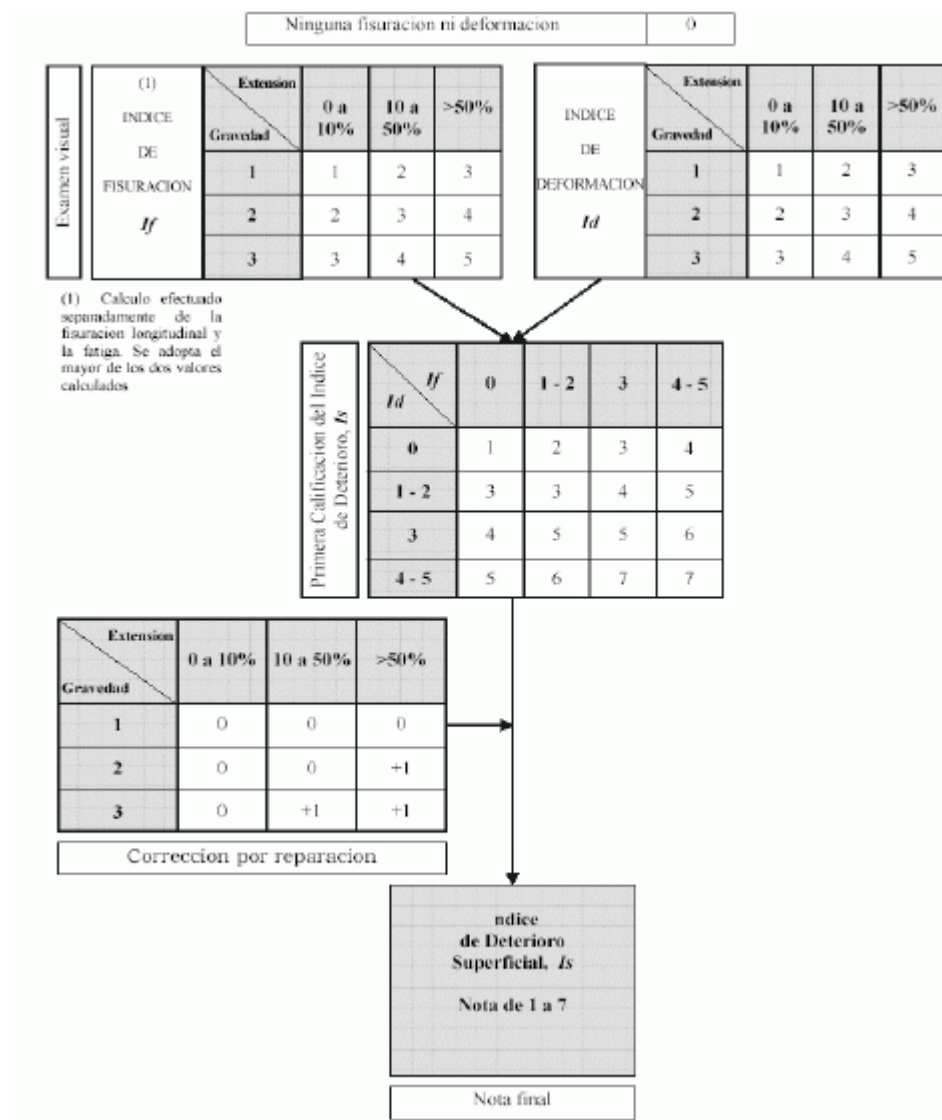 Ninguna fisuracion ni deformacion 0
Examen visual
(1)
INDICE
DE
FISURACION
If
Extension
Gravedad
0 a 10% 10 a 50% >50%
1 1 2 3
2 2 3 4
3 3 4 5
INDICE
DE
DEFORMACION
Id
Extension
Gravedad
0 a 10% 10 a 50% >50%
1 1 2 3
2 2 3 4
3 3 4 5
(1) Calculo efectuado
separadamente de la
fisuracion longitudinal y
la fatiga. Se adopta el
mayor de los dos valores
calculados
Primera Calificacion del Indice
de Deterioro, Is
If
Id
0 1 - 2 3 4 - 5
0 1 2 3 4
1 - 2 3 3 4 5
3 4 5 5 6
4 - 5 5 6 7 7
Extension
Gravedad
0 a 10% 10 a 50% >50%
1 0 0 0
2 0 0 +1
3 0 +1 +1
Correccion por reparacion
ndice
de Deterioro
Superficial, Is
Nota de 1 a 7
Nota final